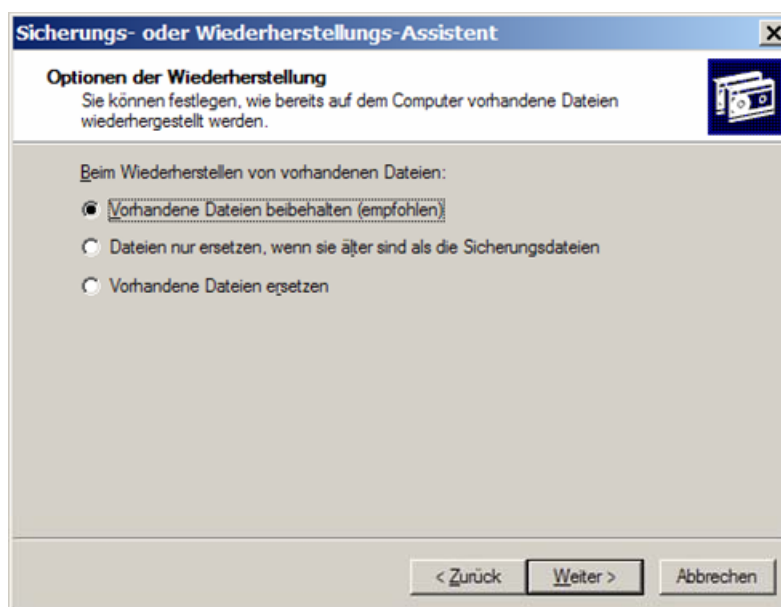 Sicherungs- oder Wiederherstellungs-Assistent
Optionen der Wiederherstellung
Sie können festlegen, wie bereits auf dem Computer vorhandene Dateien
wiederhergestellt werden.
Beim Wiederherstellen von vorhandenen Dateien:
Vorhandene Dateien beibehalten (empfohlen)
Dateien nur ersetzen, wenn sie älter sind als die Sicherungsdateien
Vorhandene Dateien ersetzen
< Zurück
Weiter >
Abbrechen